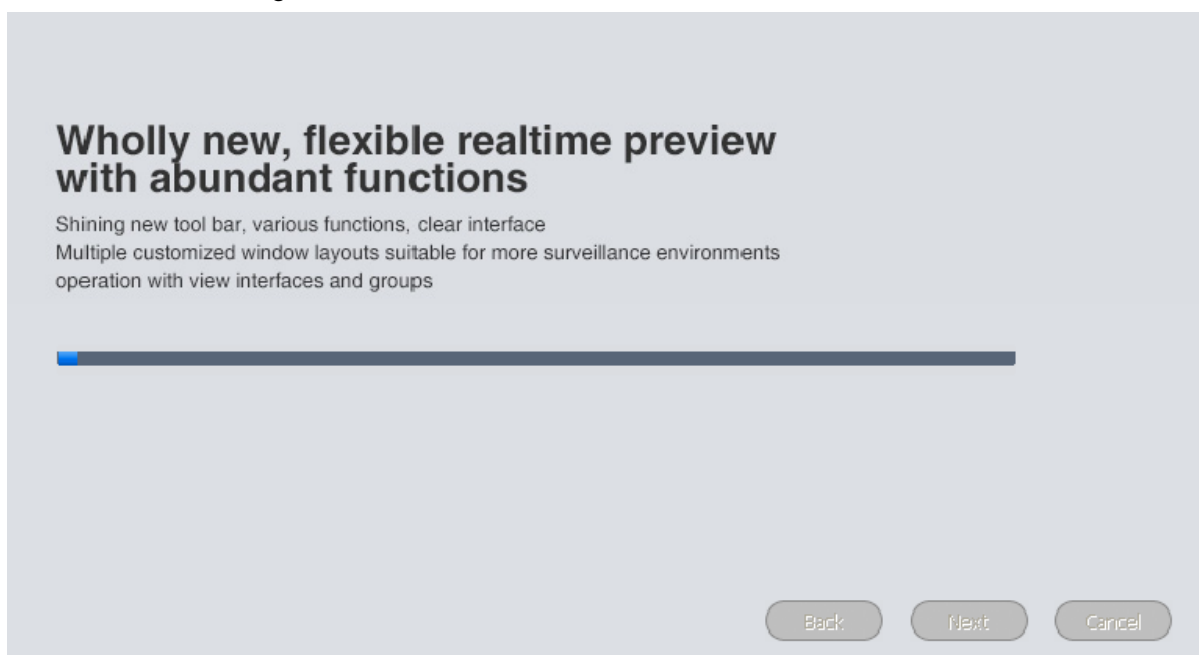 Wholly new, flexible realtime preview
with abundant functions
Shining new tool bar, various functions, clear interface
Multiple customized window layouts suitable for more surveillance environments
operation with view interfaces and groups
Back
Next
Cancel